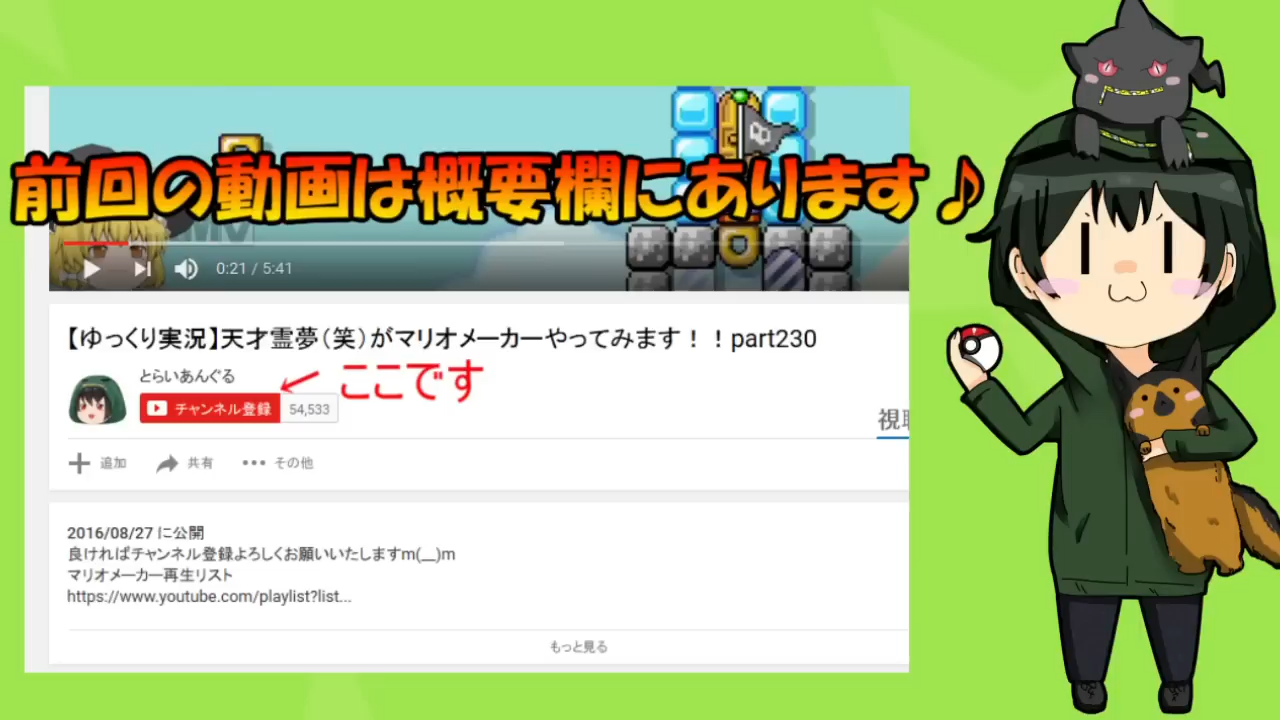 前回の動画は概要欄にあります♪
0:21 / 5:41
【ゆっくり実況】天才霊夢(笑)がマリオメーカーやってみます!!part230
とらいあんぐる
← ここです
チャンネル登録 54,533
視聴
追加 共有 その他
2016/08/27 に公開
良ければチャンネル登録よろしくお願いいたしますm(__)m
マリオメーカー再生リスト
https://www.youtube.com/playlist?list...
もっと見る